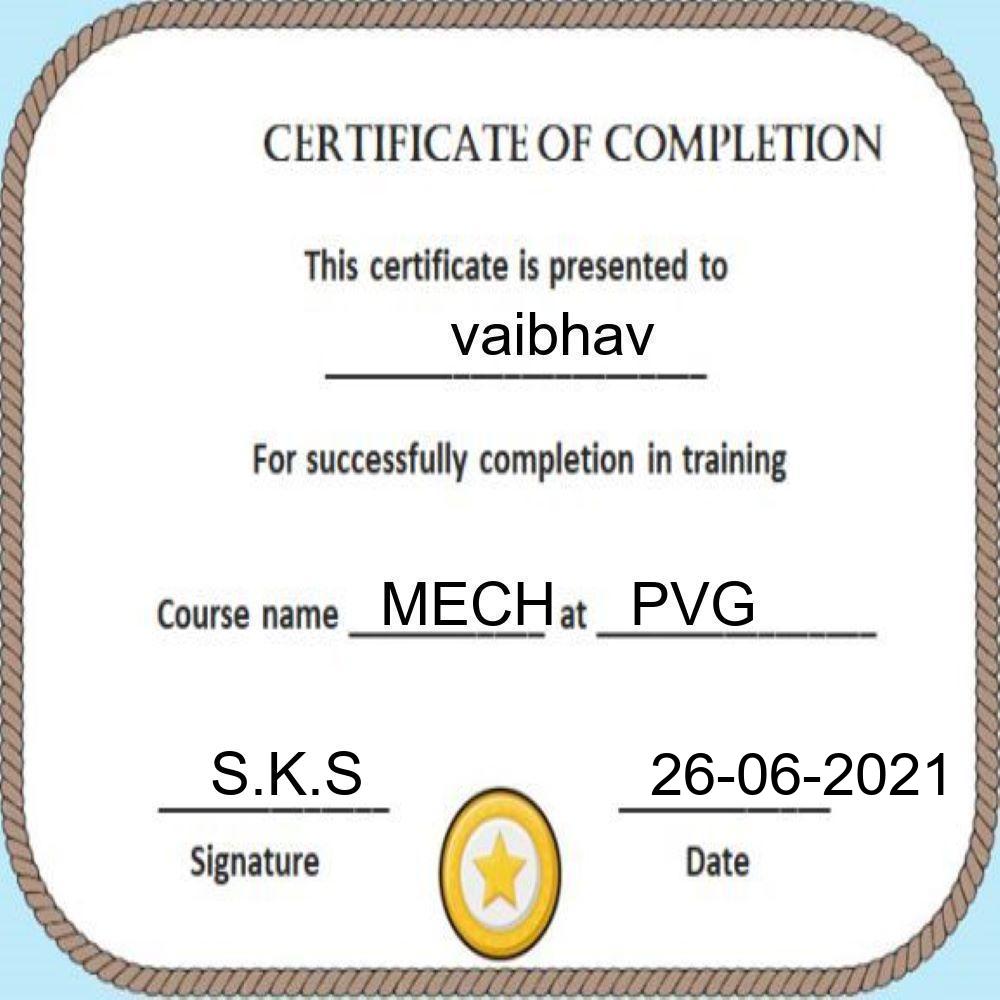 CERTIFICATE OF COMPLETION
This certificate is presented to
vaibhav
For successfully completion in training
Course name MECH at PVG
S.K.S 26-06-2021
Signature Date